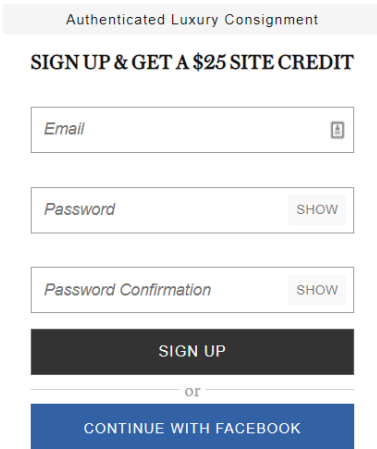 Authenticated Luxury Consignment
SIGN UP & GET A $25 SITE CREDIT
Email
Password
SHOW
Password Confirmation
SHOW
SIGN UP
or
CONTINUE WITH FACEBOOK